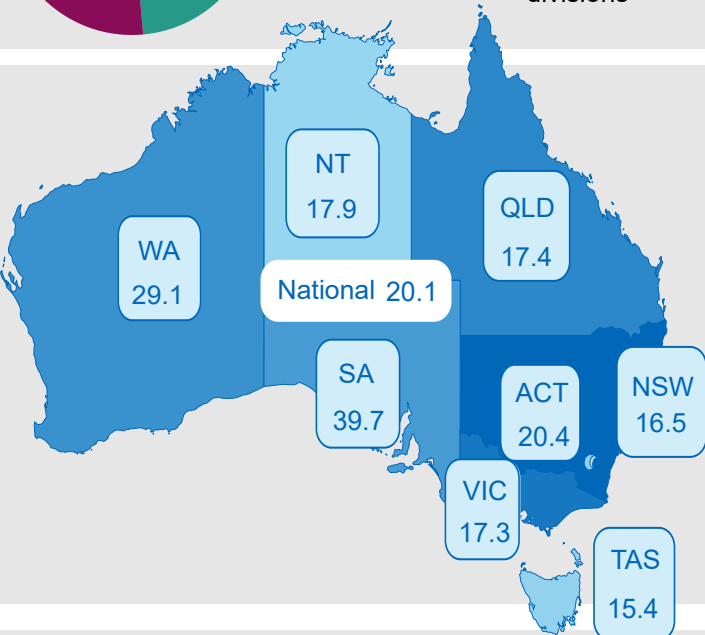 divisions
NT
17.9
QLD
17.4
WA
29.1
National 20.1
SA
39.7
ACT
20.4
NSW
16.5
VIC
17.3
TAS
15.4